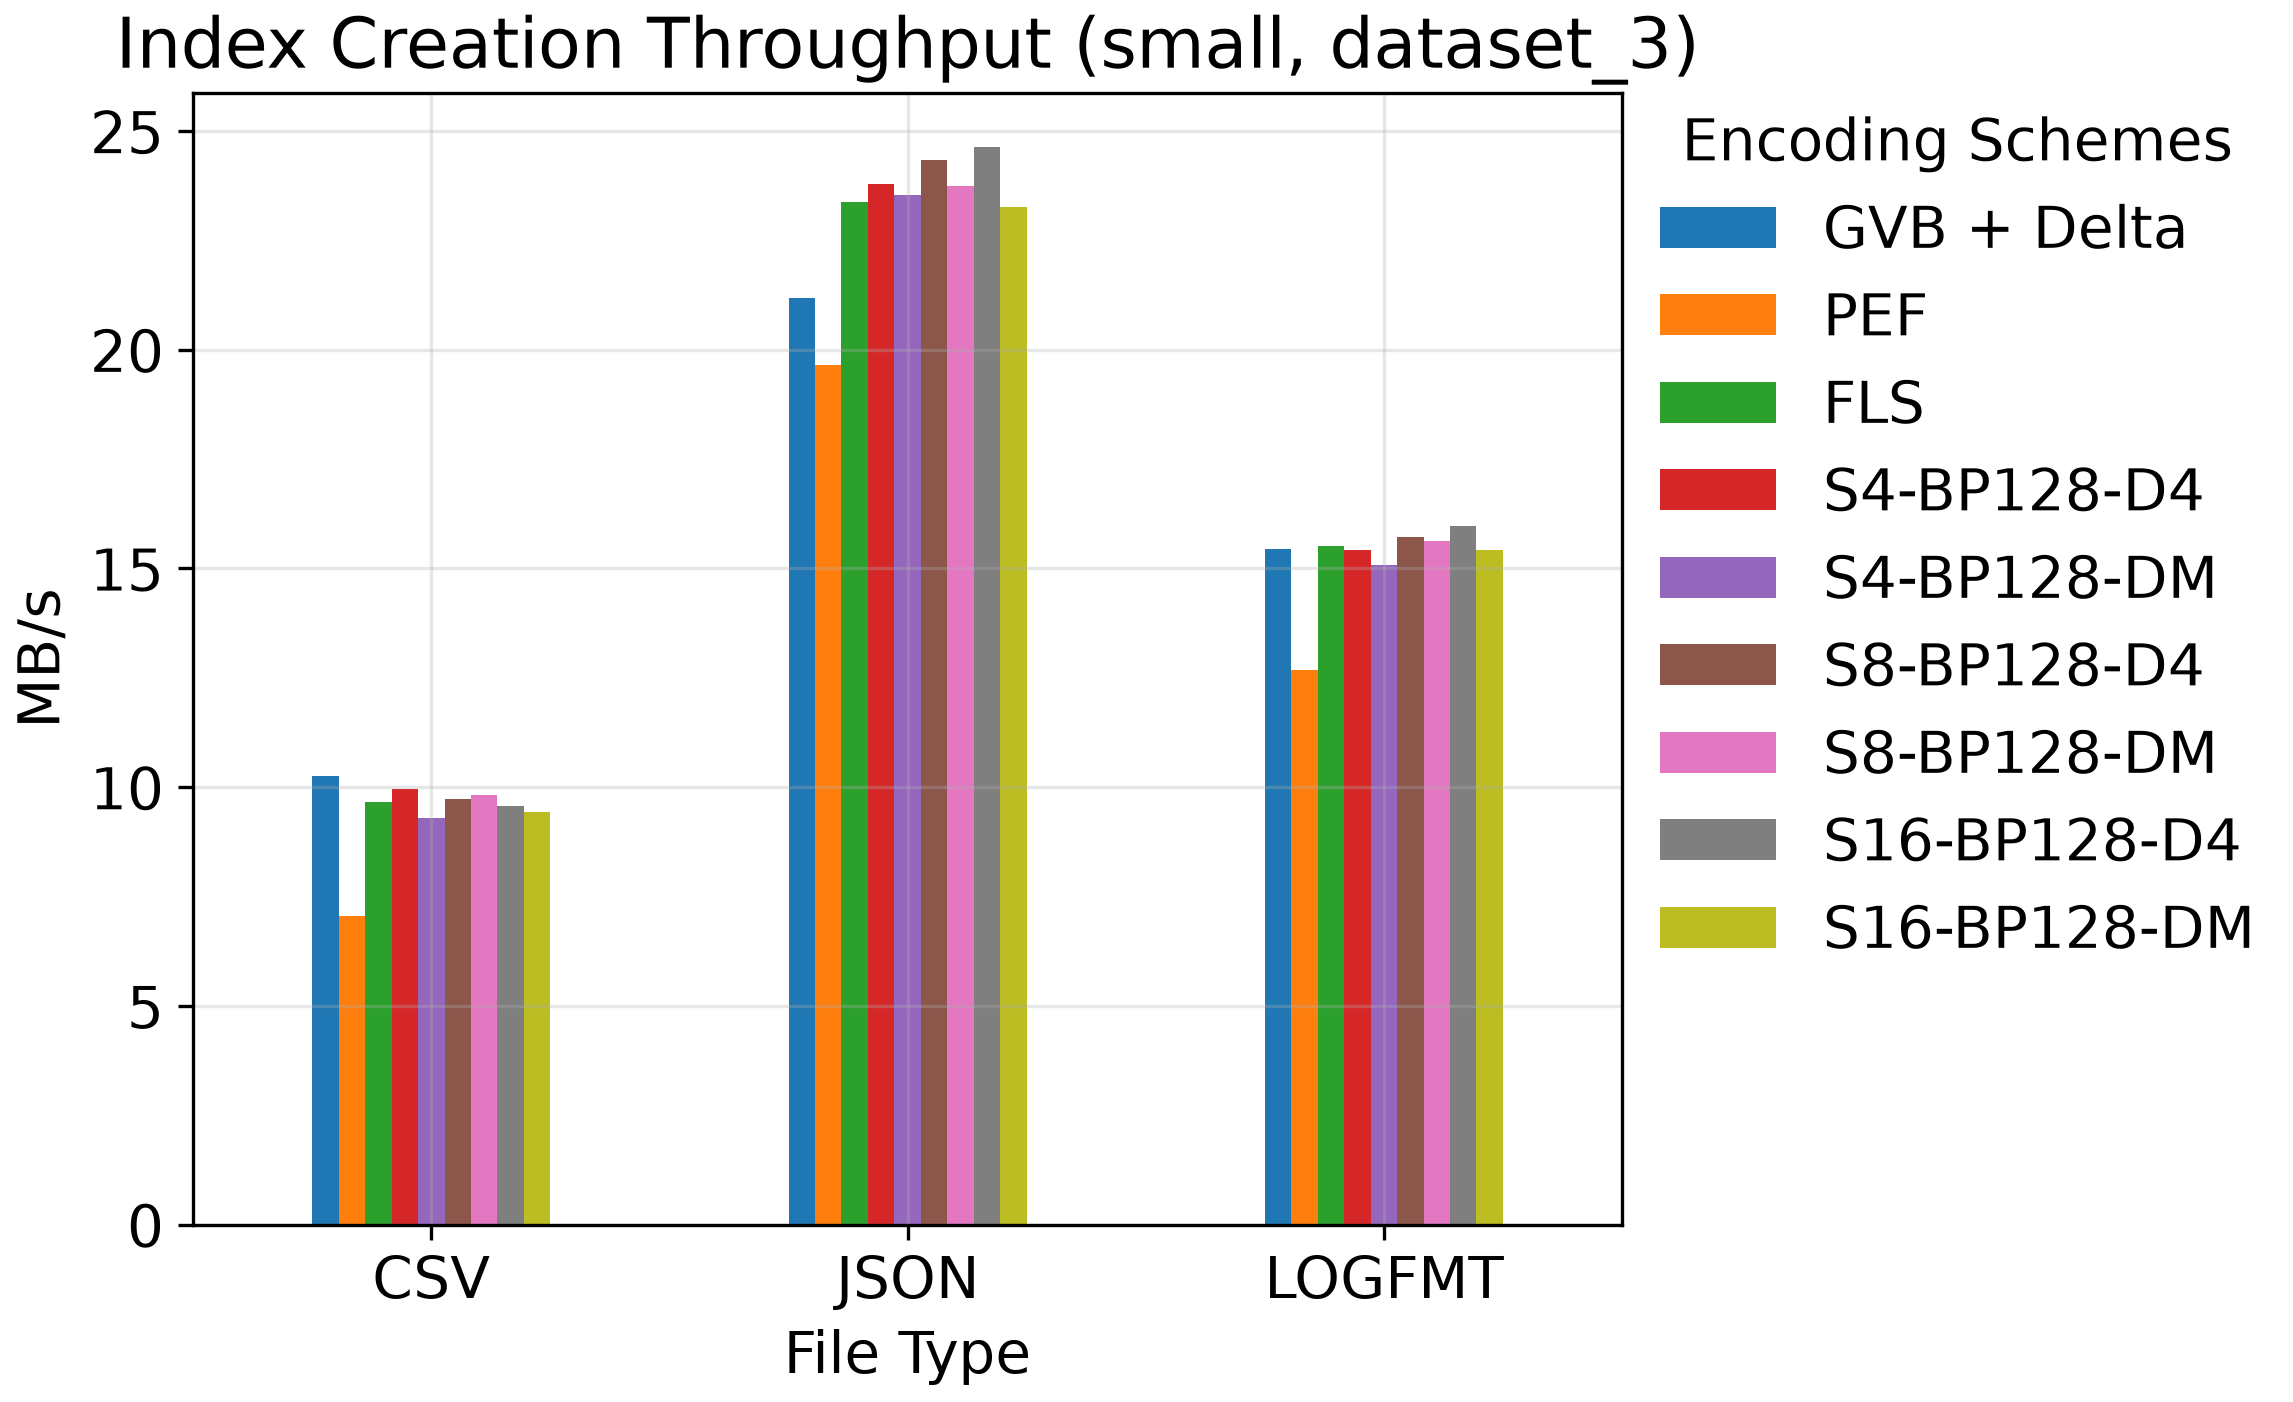 Index Creation Throughput (small, dataset_3)
25
20
15
10
5
0
MB/s
CSV
JSON
LOGFMT
File Type
Encoding Schemes
GVB + Delta
PEF
FLS
S4-BP128-D4
S4-BP128-DM
S8-BP128-D4
S8-BP128-DM
S16-BP128-D4
S16-BP128-DM